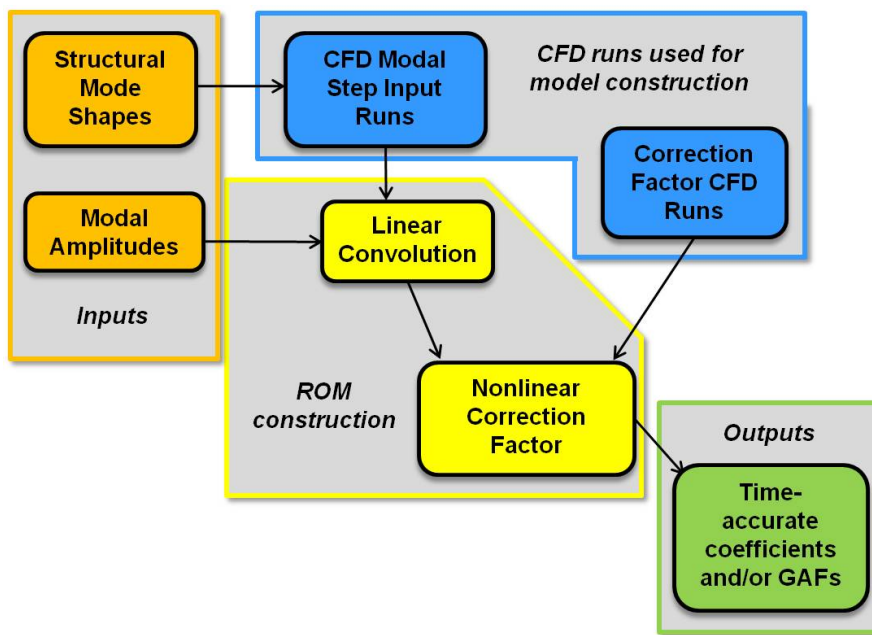 Structural
Mode
Shapes
CFD Modal
Step Input
Runs
CFD runs used for
model construction
Correction
Factor CFD
Runs
Modal
Amplitudes
Linear
Convolution
Inputs
ROM
construction
Nonlinear
Correction
Factor
Outputs
Time-
accurate
coefficients
and/or GAFs